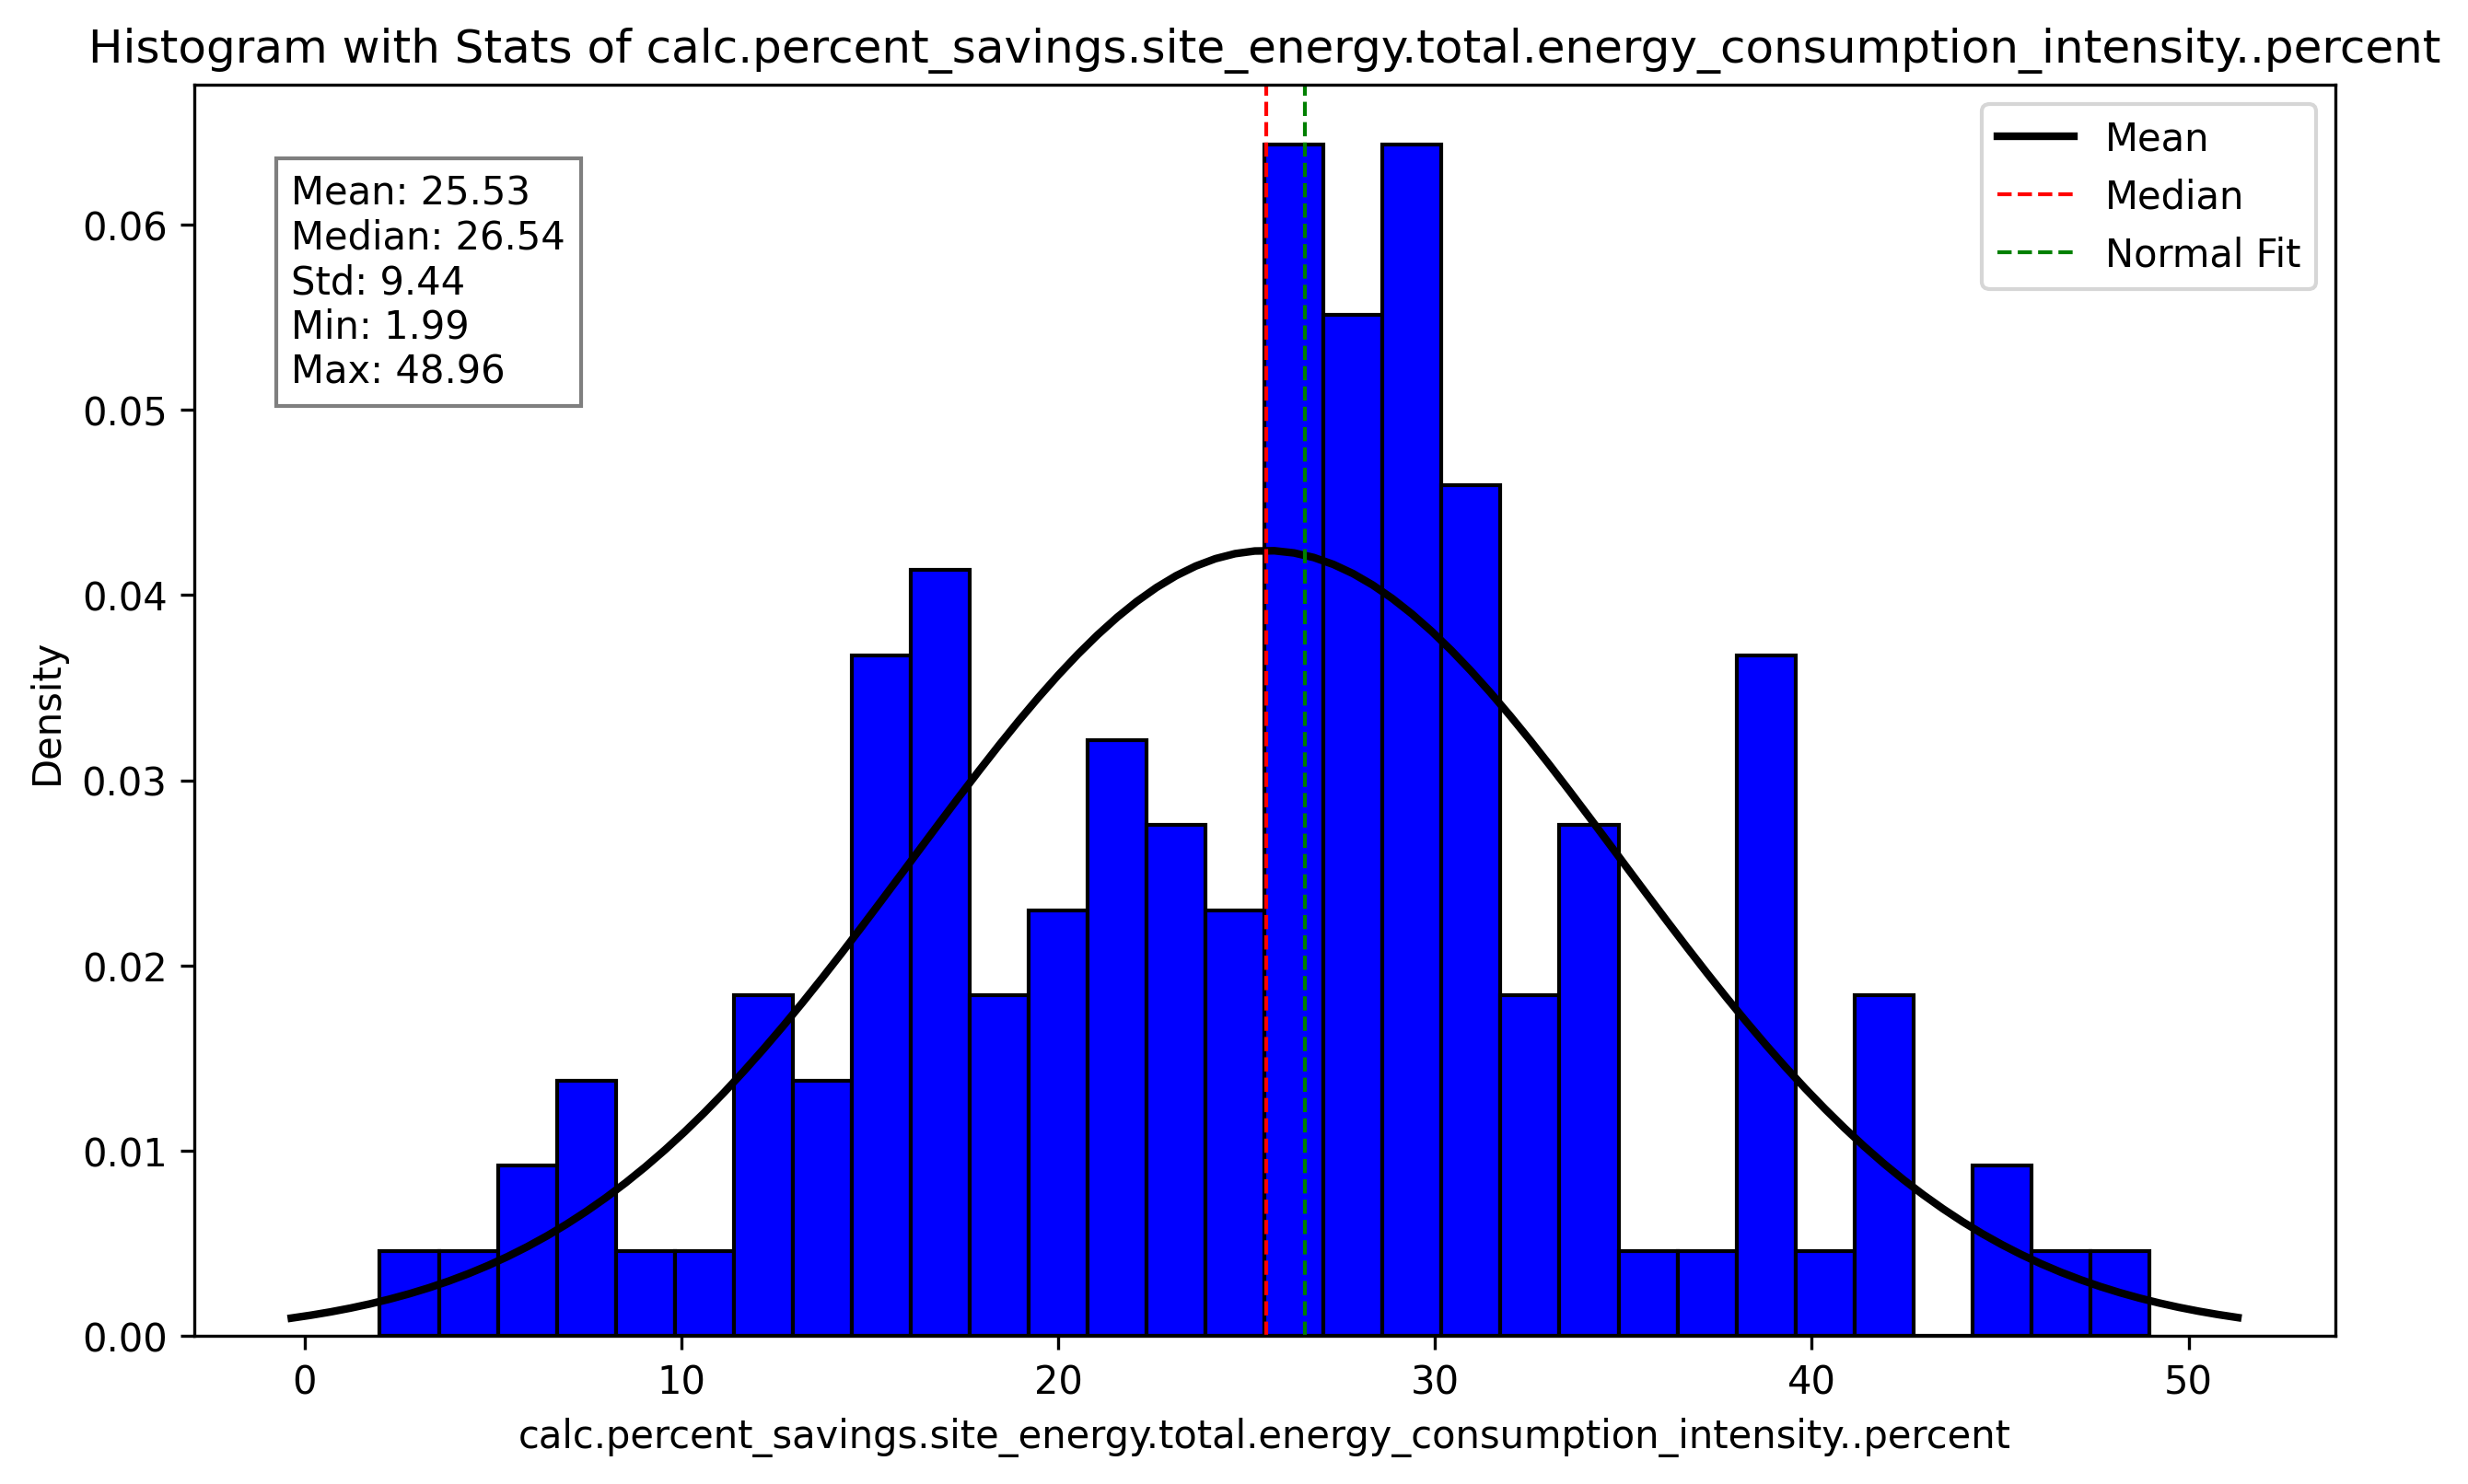 Histogram with Stats of calc.percent_savings.site_energy.total.energy_consumption_intensity..percent
Mean: 25.53
Median: 26.54
Std: 9.44
Min: 1.99
Max: 48.96
Mean
Median
Normal Fit
Density
0.06
0.05
0.04
0.03
0.02
0.01
0.00
0 10 20 30 40 50
calc.percent_savings.site_energy.total.energy_consumption_intensity..percent